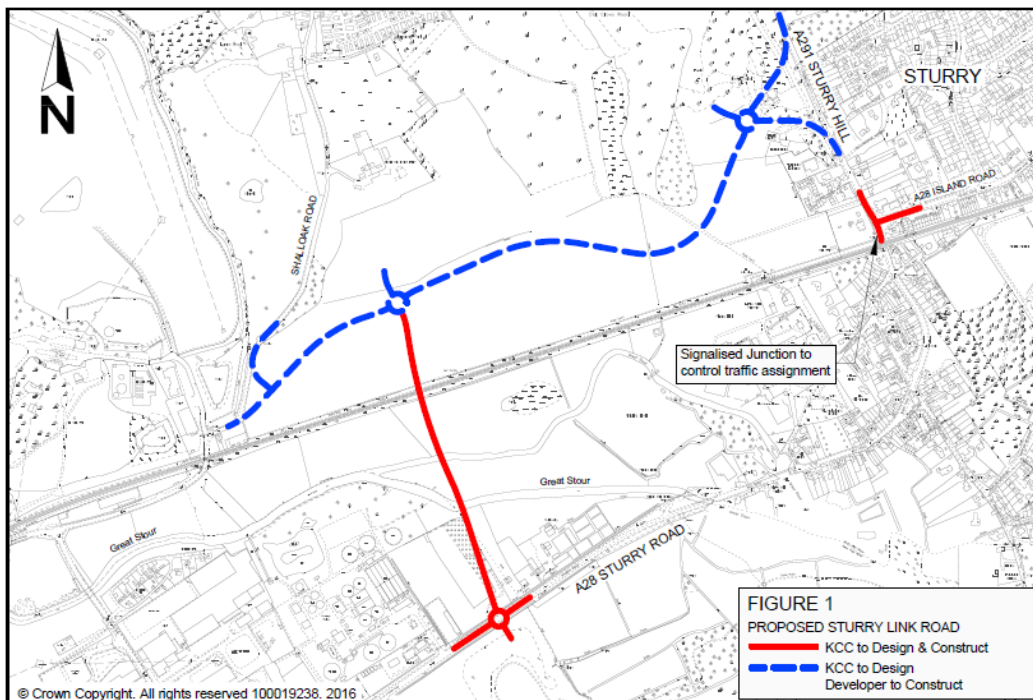 N
A291 STURRY HILL
STURRY
A28 ISLAND ROAD
SHALLOAK ROAD
Signalised Junction to
control traffic assignment
Great Stour
Great Stour
A28 STURRY ROAD
FIGURE 1
PROPOSED STURRY LINK ROAD
KCC to Design & Construct
KCC to Design
Developer to Construct
© Crown Copyright. All rights reserved 100019238. 2016